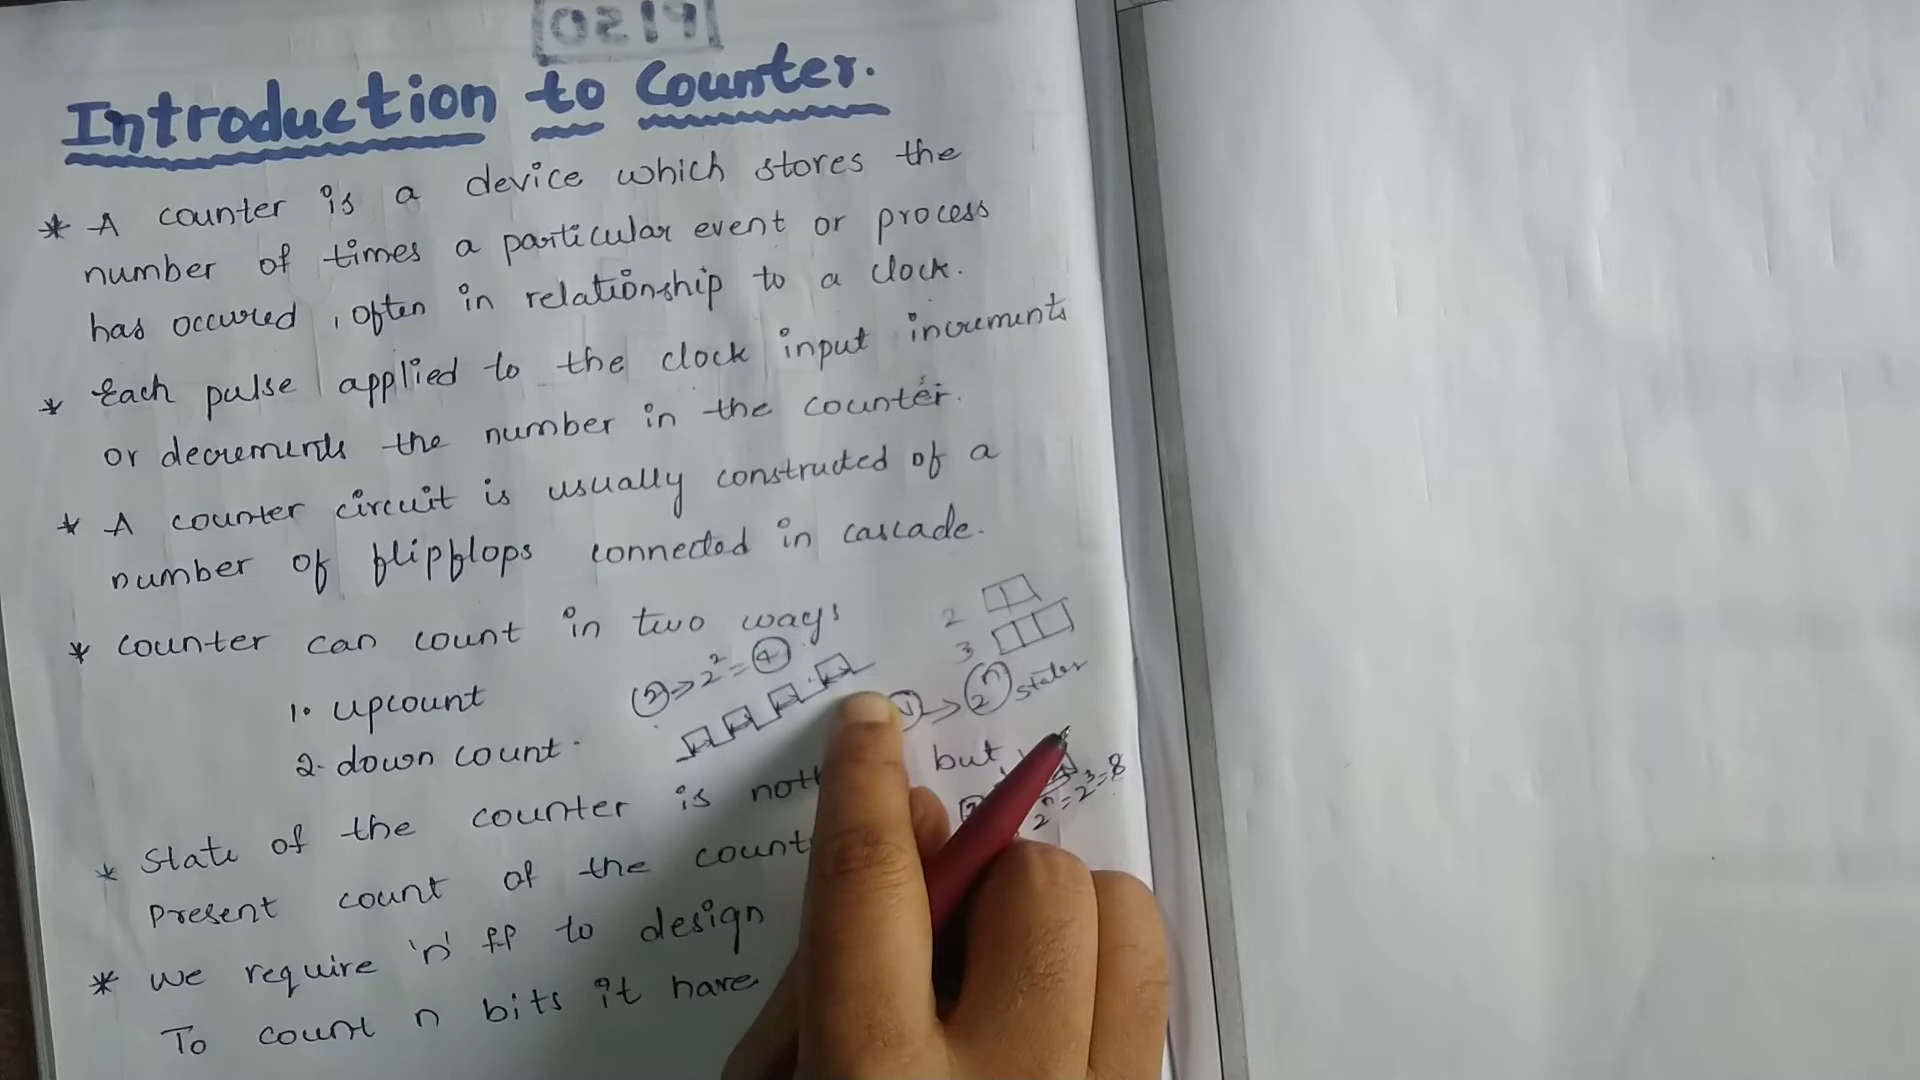 Introduction to Counter.
* A counter is a device which stores the
number of times a particular event or process
has occured, often in relationship to a clock.
* Each pulse applied to the clock input increments
or decrements the number in the counter.
* A counter circuit is usually constructed of a
number of flipflops connected in cascade.
* counter can count in two ways
1. upcount
2. down count.
2
3
(2) => 2² = 4
-> 2ⁿ states
* State of the counter is
but
2ⁿ = 2³ = 8
Present count of the
* We require 'n' ff to design
To count n bits it have